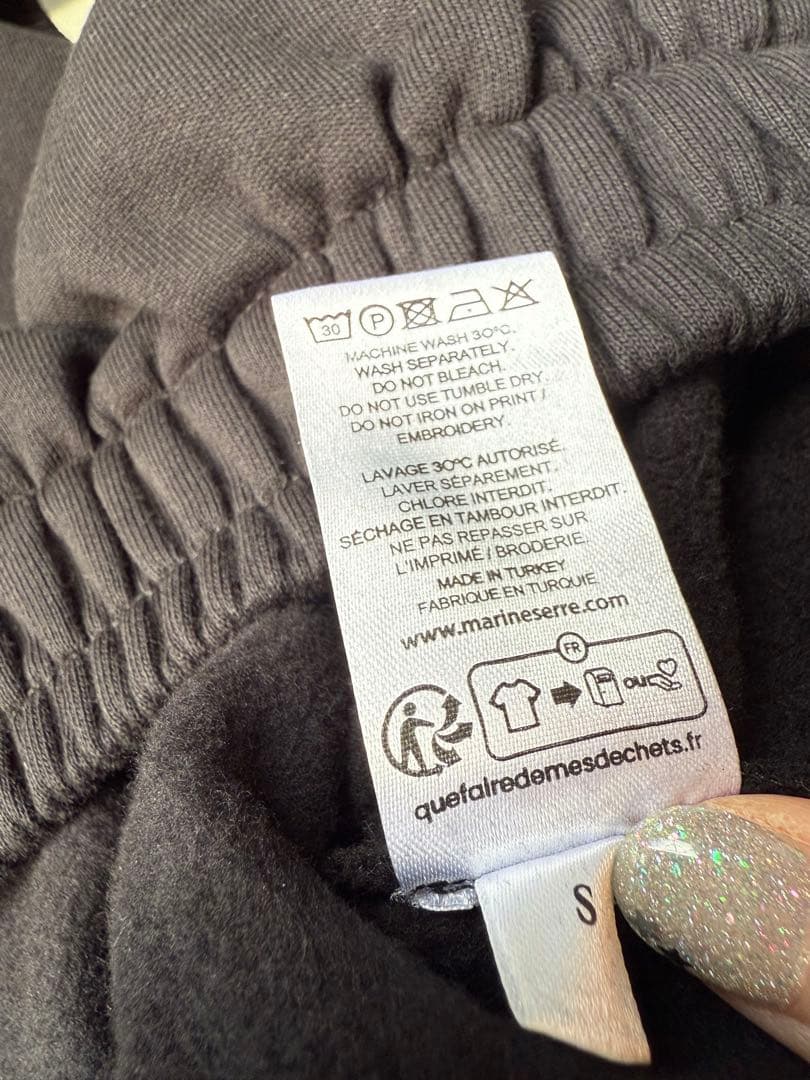 30 P
MACHINE WASH 30°C.
WASH SEPARATELY.
DO NOT BLEACH.
DO NOT USE TUMBLE DRY.
DO NOT IRON ON PRINT /
EMBROIDERY.
LAVAGE 30°C AUTORISÉ.
LAVER SÉPAREMENT.
CHLORE INTERDIT.
SÉCHAGE EN TAMBOUR INTERDIT.
NE PAS REPASSER SUR
L'IMPRIMÉ / BRODERIE.
MADE IN TURKEY
FABRIQUE EN TURQUIE
www.marineserre.com
FR
ou
quefairedemesdechets.fr
S